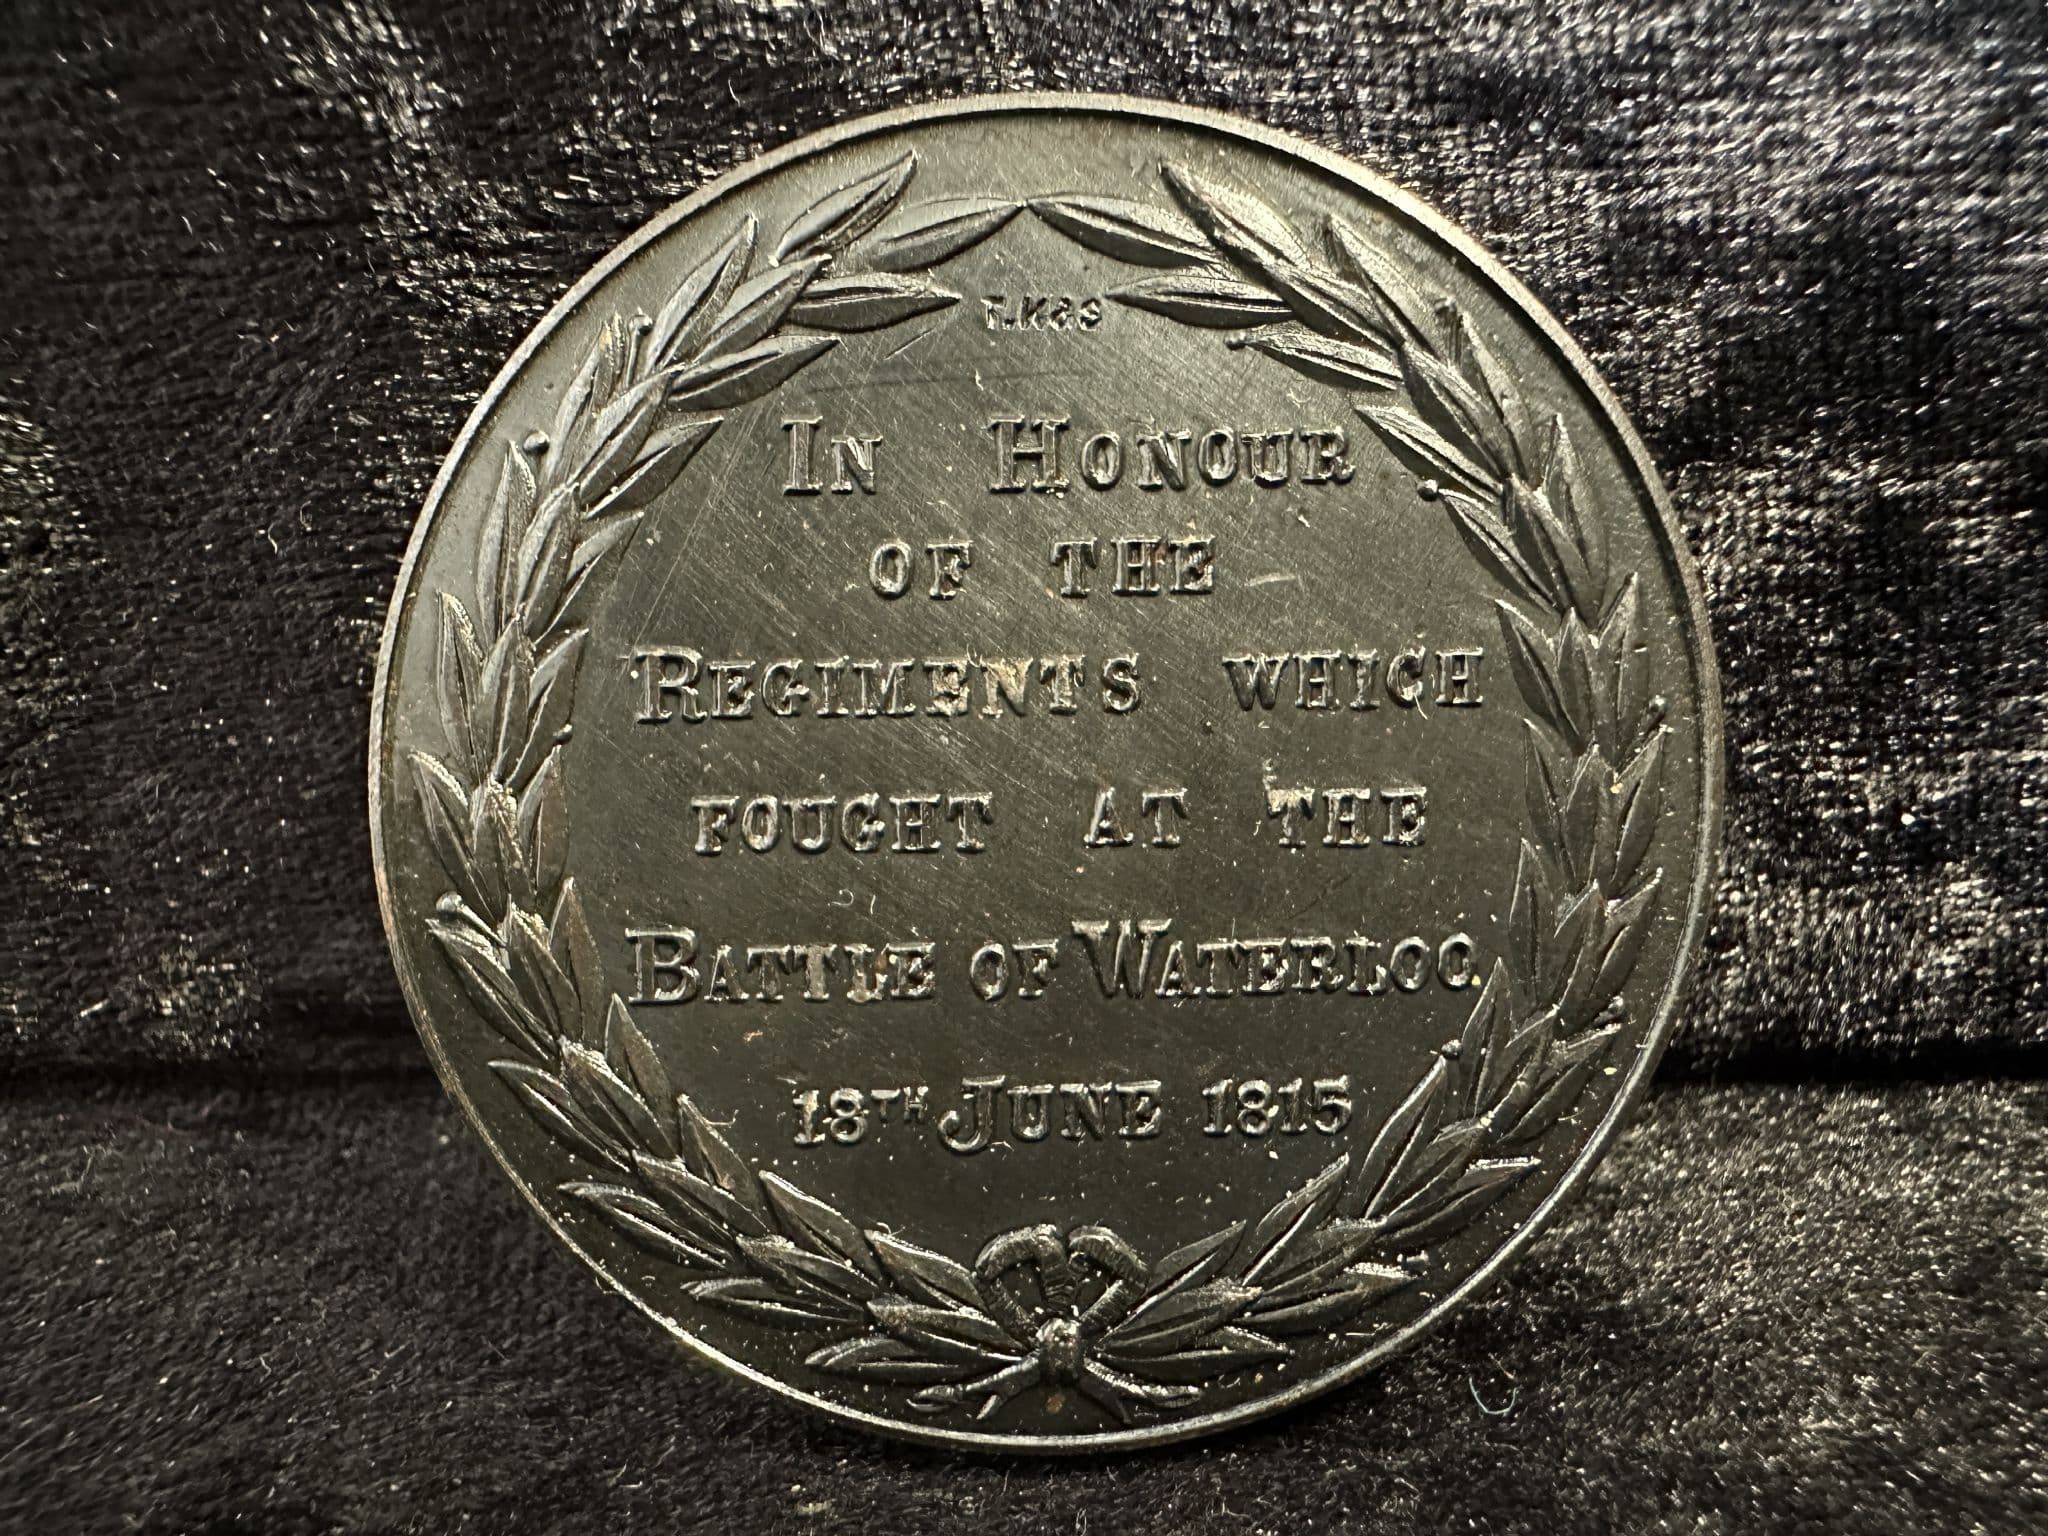 F.K&S
IN HONOUR
OF THE
REGIMENTS WHICH
FOUGHT AT THE
BATTLE OF WATERLOO
18TH JUNE 1815